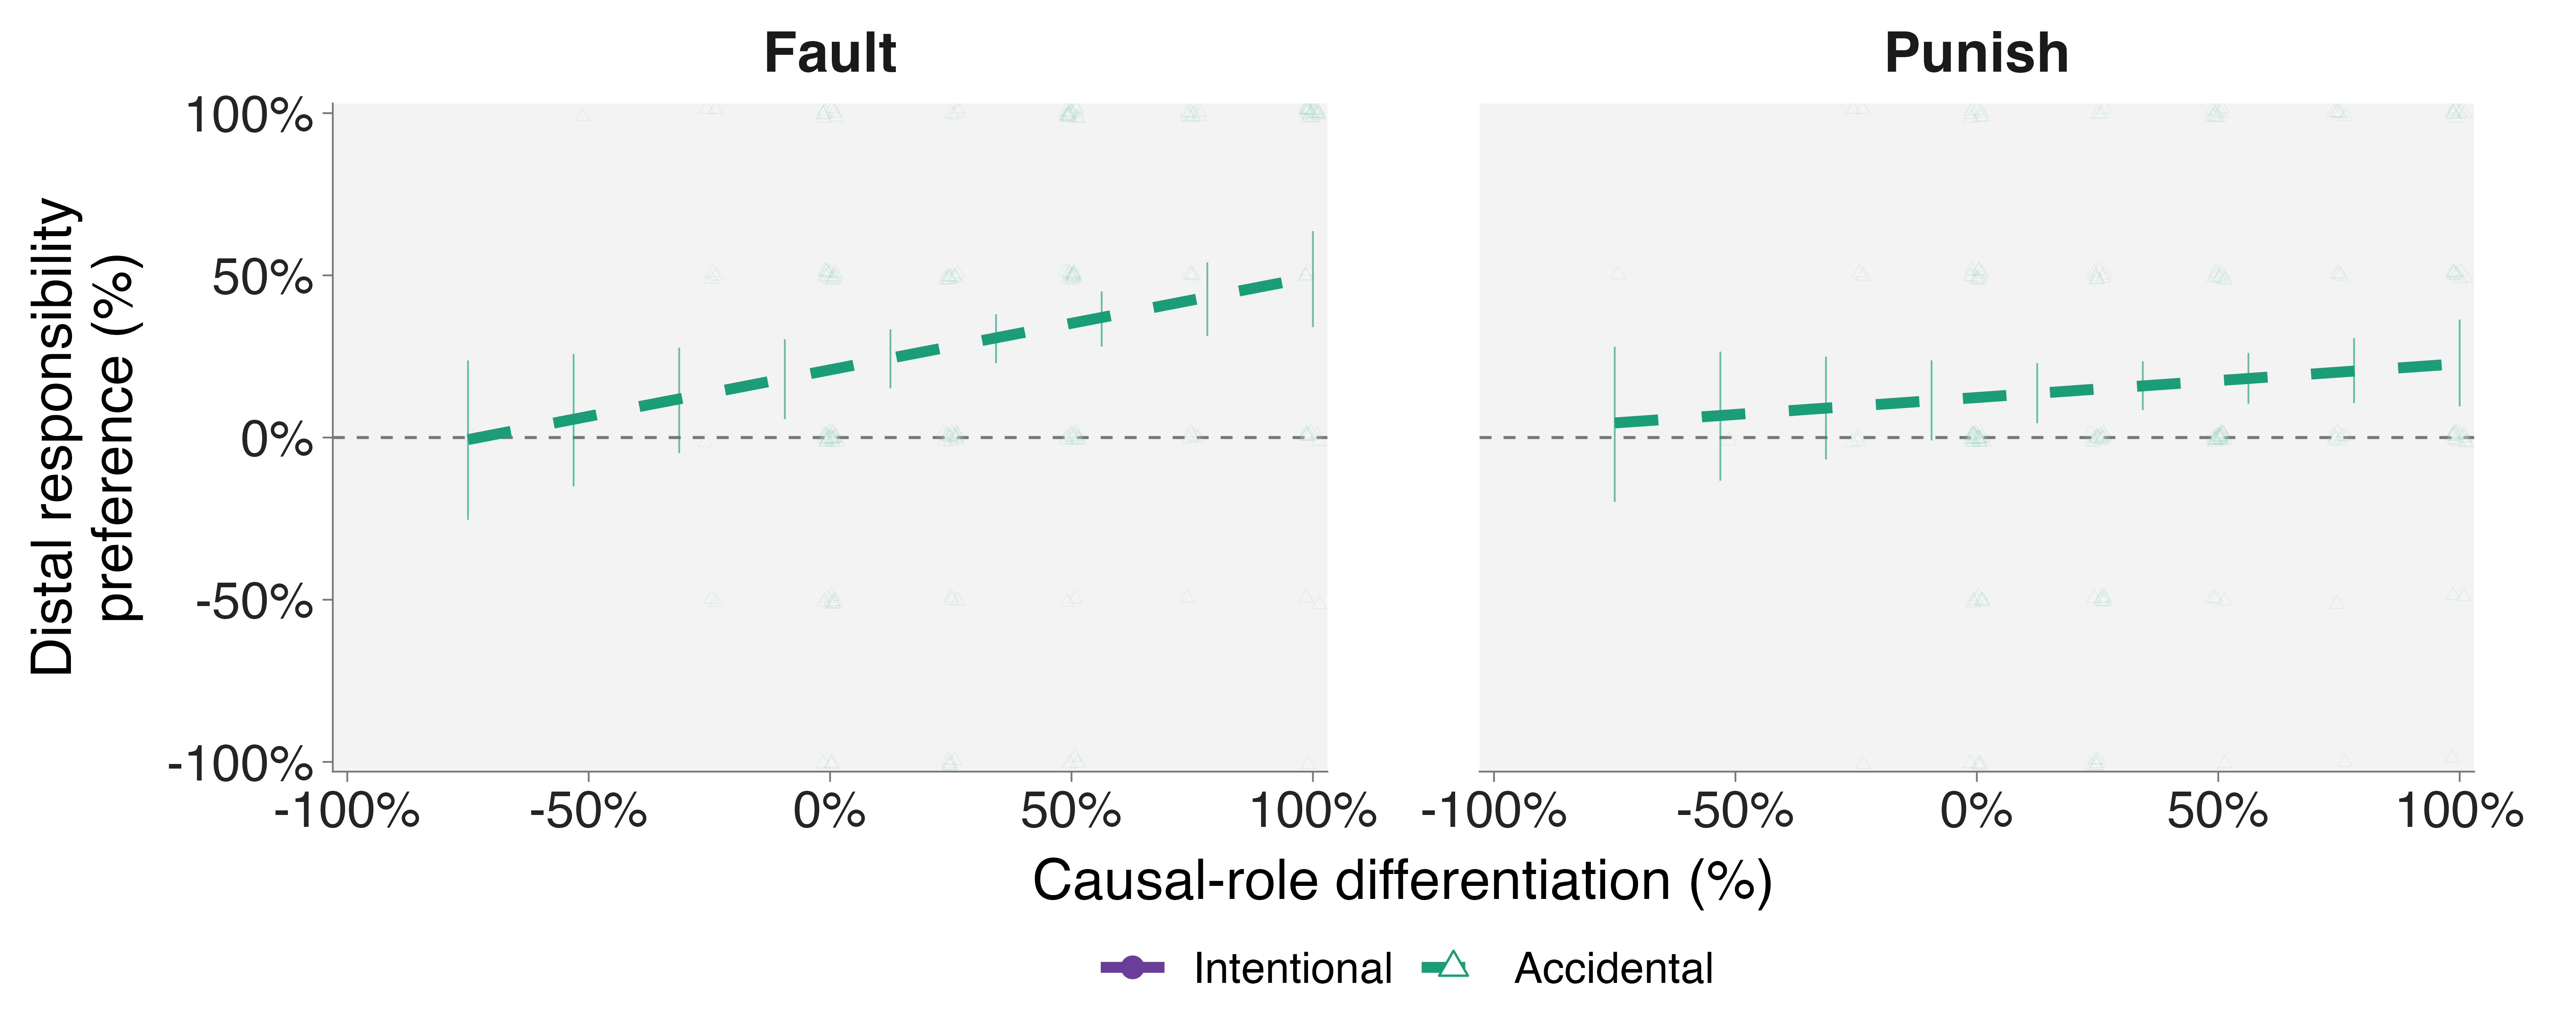 Fault
Punish
Distal responsibility
preference (%)
100%
50%
0%
-50%
-100%
-100%
-50%
0%
50%
100%
-100%
-50%
0%
50%
100%
Causal-role differentiation (%)
Intentional
Accidental